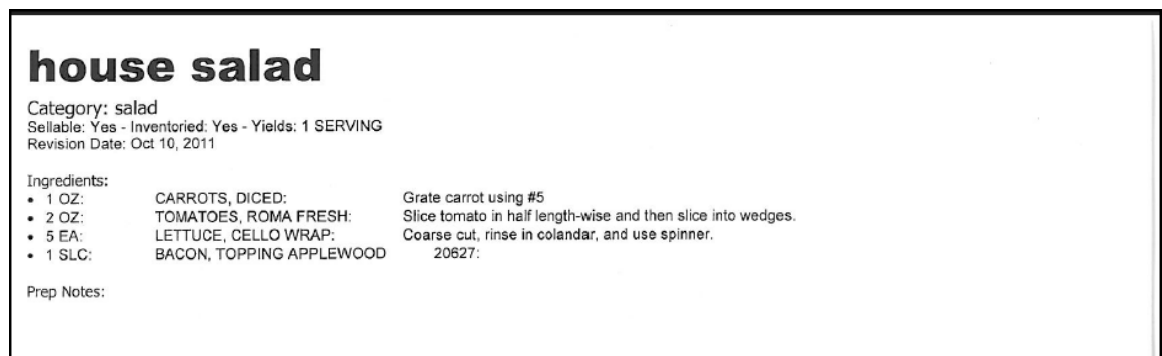 house salad
Category: salad
Sellable: Yes - Inventoried: Yes - Yields: 1 SERVING
Revision Date: Oct 10, 2011
Ingredients:
• 1 OZ: CARROTS, DICED: Grate carrot using #5
• 2 OZ: TOMATOES, ROMA FRESH: Slice tomato in half length-wise and then slice into wedges.
• 5 EA: LETTUCE, CELLO WRAP: Coarse cut, rinse in colandar, and use spinner.
• 1 SLC: BACON, TOPPING APPLEWOOD 20627:
Prep Notes: